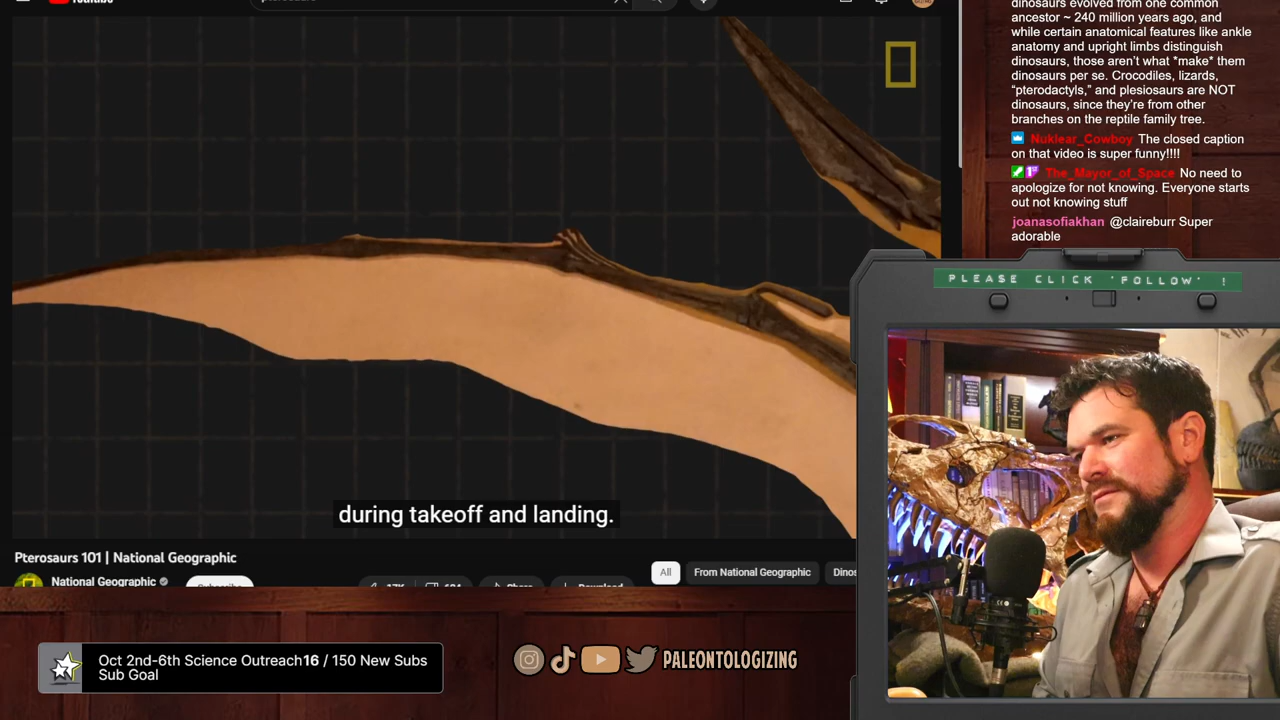 dinosaurs evolved from one common
ancestor ~ 240 million years ago, and
while certain anatomical features like ankle
anatomy and upright limbs distinguish
dinosaurs, those aren't what *make* them
dinosaurs per se. Crocodiles, lizards,
“pterodactyls,” and plesiosaurs are NOT
dinosaurs, since they're from other
branches on the reptile family tree.
Nuklear_Cowboy The closed caption
on that video is super funny!!!!
The_Mayor_of_Space No need to
apologize for not knowing. Everyone starts
out not knowing stuff
joanasofiakhan @claireburr Super
adorable
PLEASE CLICK 'FOLLOW' !
during takeoff and landing.
Pterosaurs 101 | National Geographic
National Geographic
Subscribe
17K
Share
Download
All
From National Geographic
Oct 2nd-6th Science Outreach16 / 150 New Subs
Sub Goal
PALEONTOLOGIZING